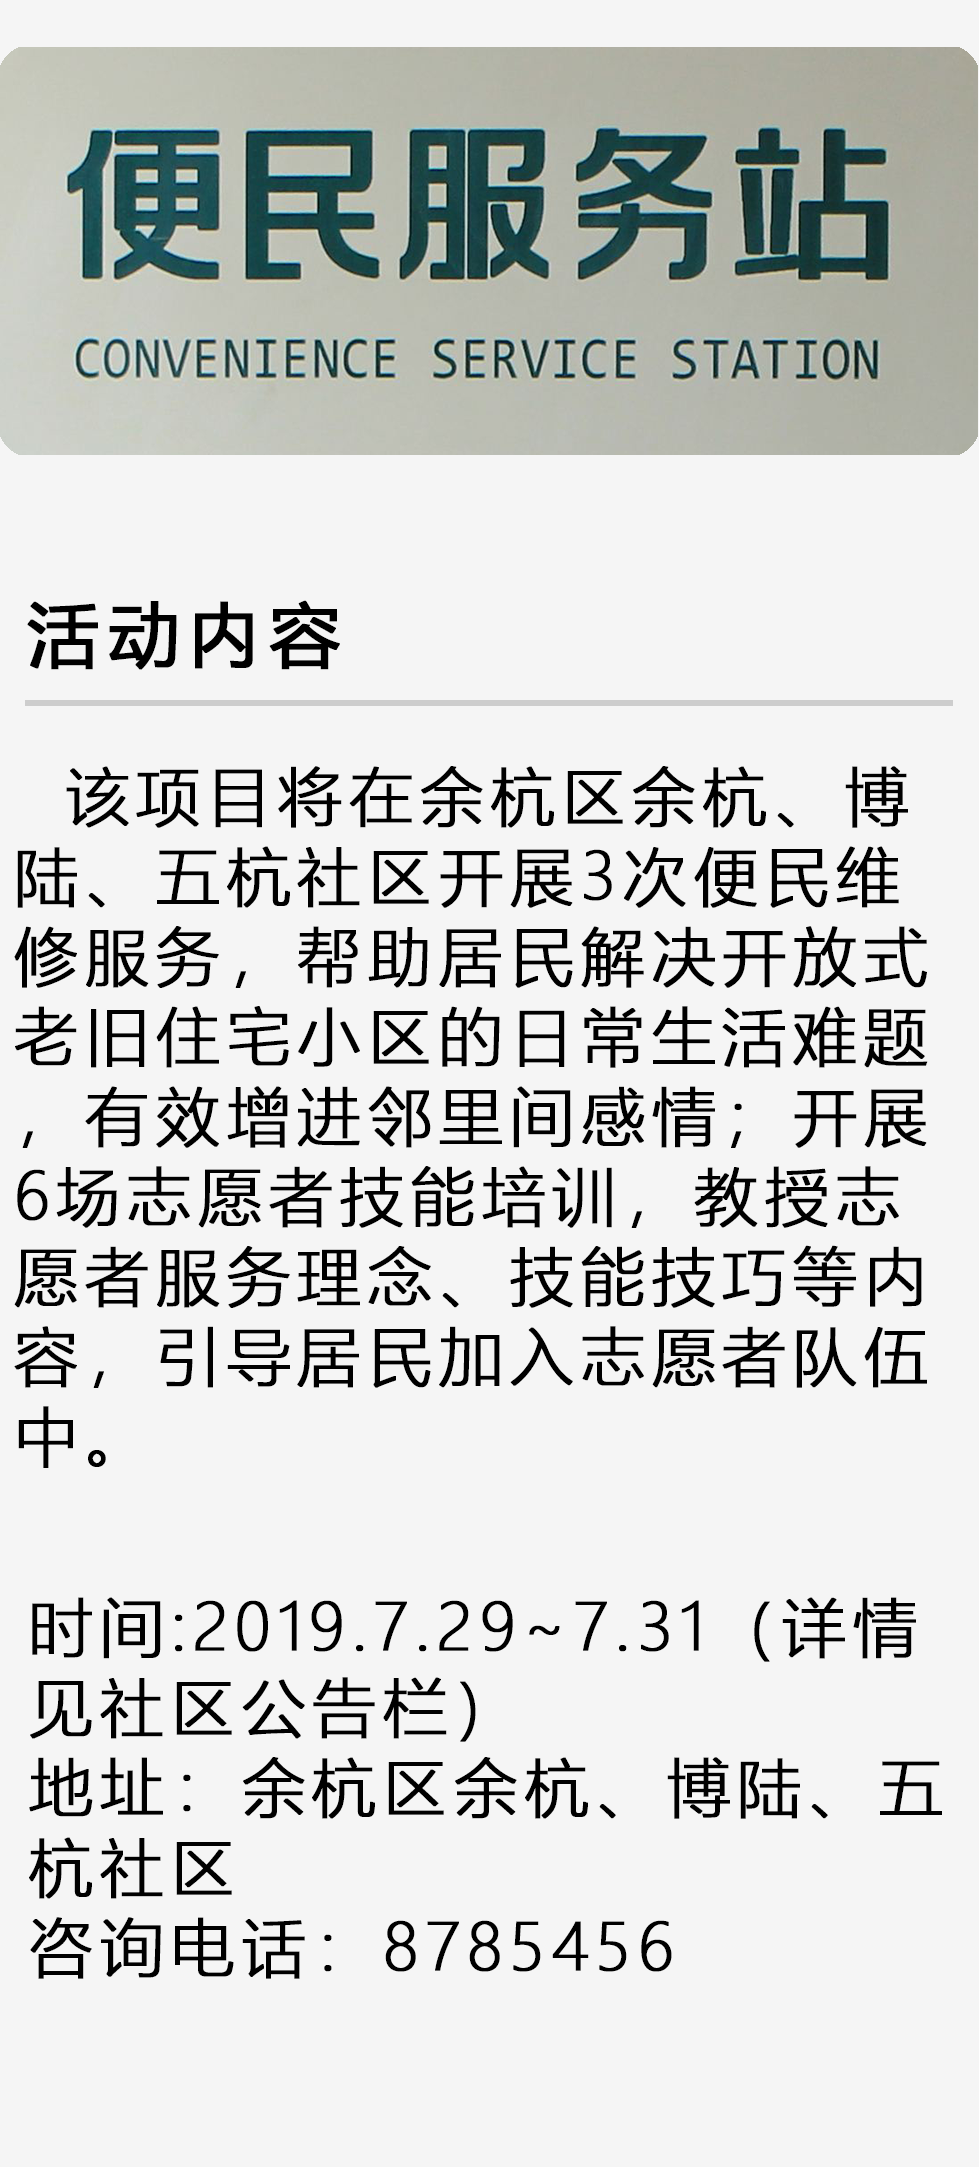 便民服务站
CONVENIENCE SERVICE STATION
活动内容
该项目将在余杭区余杭、博
陆、五杭社区开展3次便民维
修服务，帮助居民解决开放式
老旧住宅小区的日常生活难题
，有效增进邻里间感情；开展
6场志愿者技能培训，教授志
愿者服务理念、技能技巧等内
容，引导居民加入志愿者队伍
中。
时间:2019.7.29~7.31（详情
见社区公告栏）
地址：余杭区余杭、博陆、五
杭社区
咨询电话：8785456